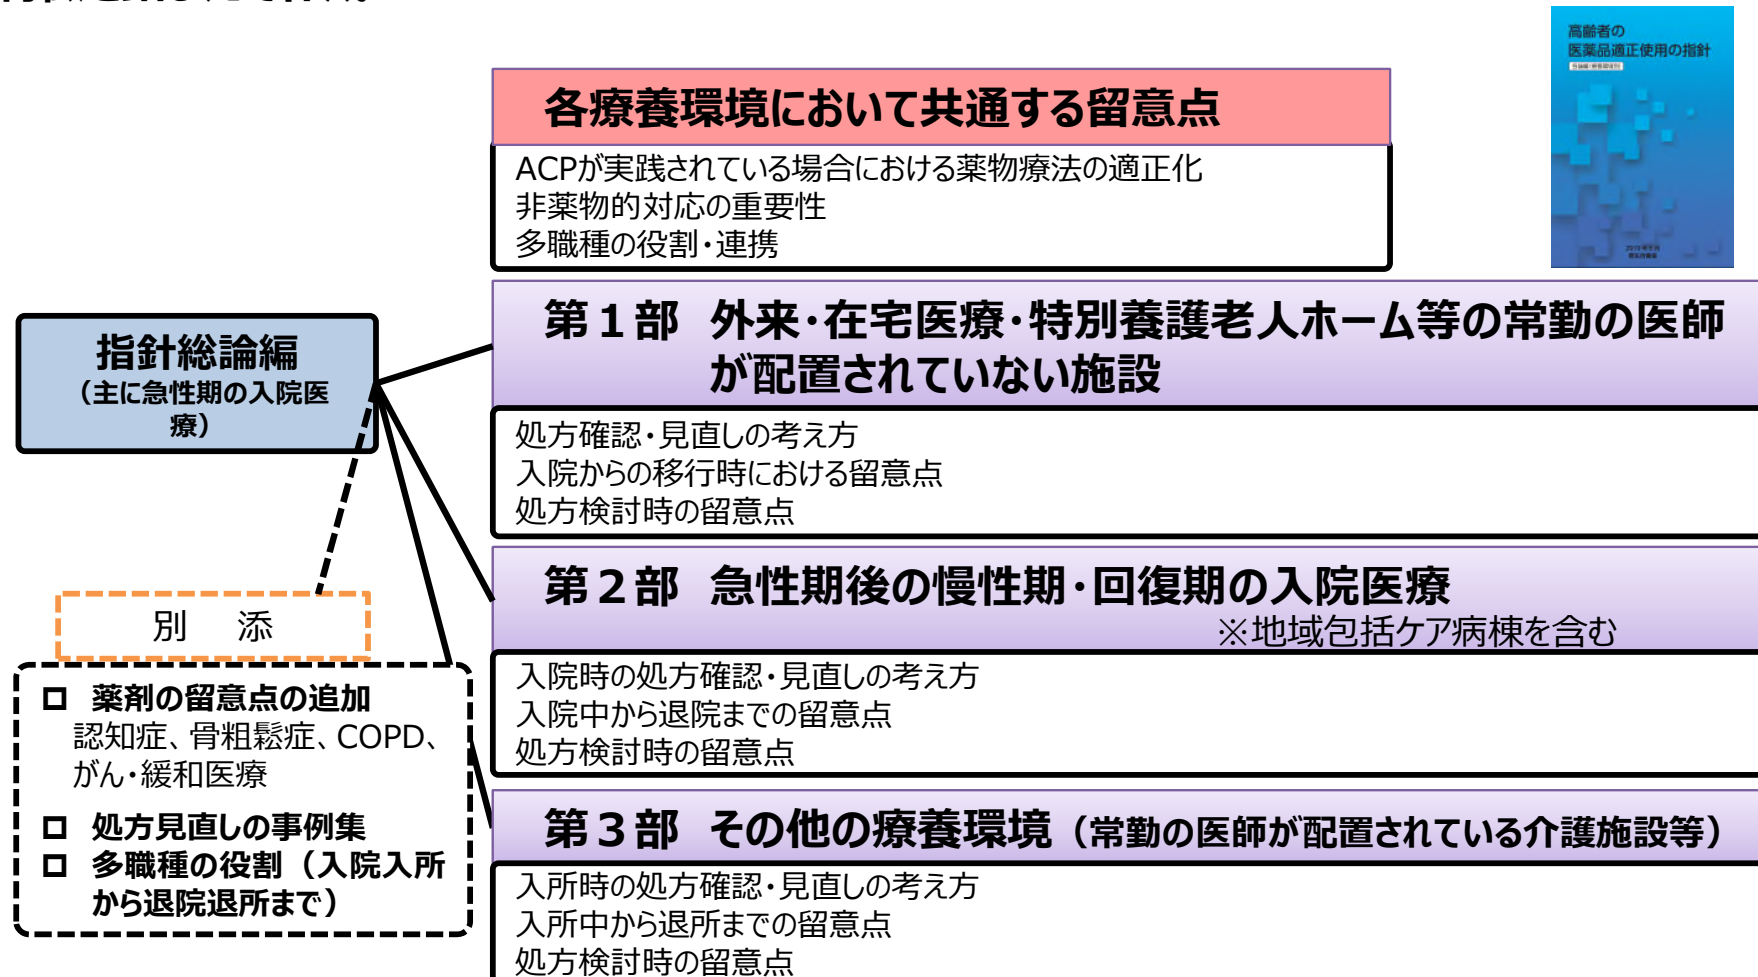 高齢者の
医薬品適正使用の指針
各療養環境において共通する留意点
ACPが実践されている場合における薬物療法の適正化
非薬物的対応の重要性
多職種の役割・連携
指針総論編
（主に急性期の入院医
療）
第１部 外来・在宅医療・特別養護老人ホーム等の常勤の医師
が配置されていない施設
処方確認・見直しの考え方
入院からの移行時における留意点
処方検討時の留意点
第２部 急性期後の慢性期・回復期の入院医療
※地域包括ケア病棟を含む
入院時の処方確認・見直しの考え方
入院中から退院までの留意点
処方検討時の留意点
第３部 その他の療養環境（常勤の医師が配置されている介護施設等）
入所時の処方確認・見直しの考え方
入所中から退所までの留意点
処方検討時の留意点
別 添
□ 薬剤の留意点の追加
認知症、骨粗鬆症、COPD、
がん・緩和医療
□ 処方見直しの事例集
□ 多職種の役割（入院入所
から退院退所まで）